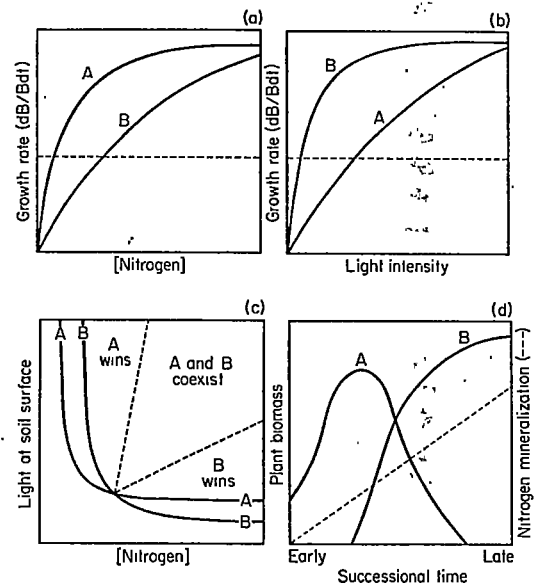 (a)
Growth rate (dB/Bdt)
A
B
[Nitrogen]
(b)
Growth rate (dB/Bdt)
B
A
Light intensity
(c)
Light at soil surface
A
B
A
wins
A and B
coexist
B
wins
A
B
[Nitrogen]
(d)
Plant biomass
A
B
Nitrogen mineralization (---)
Early
Late
Successional time